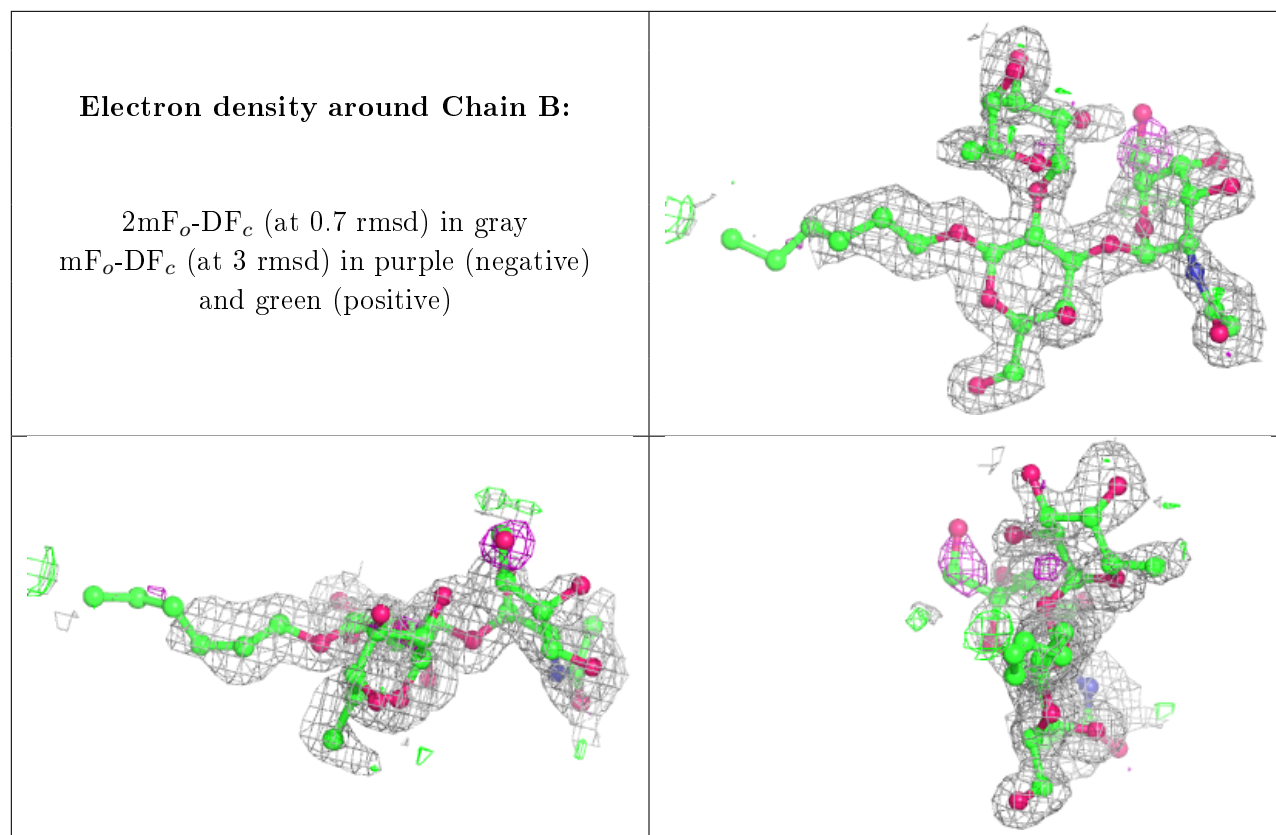 Electron density around Chain B:
2mFo-DFc (at 0.7 rmsd) in gray
mFo-DFc (at 3 rmsd) in purple (negative)
and green (positive)